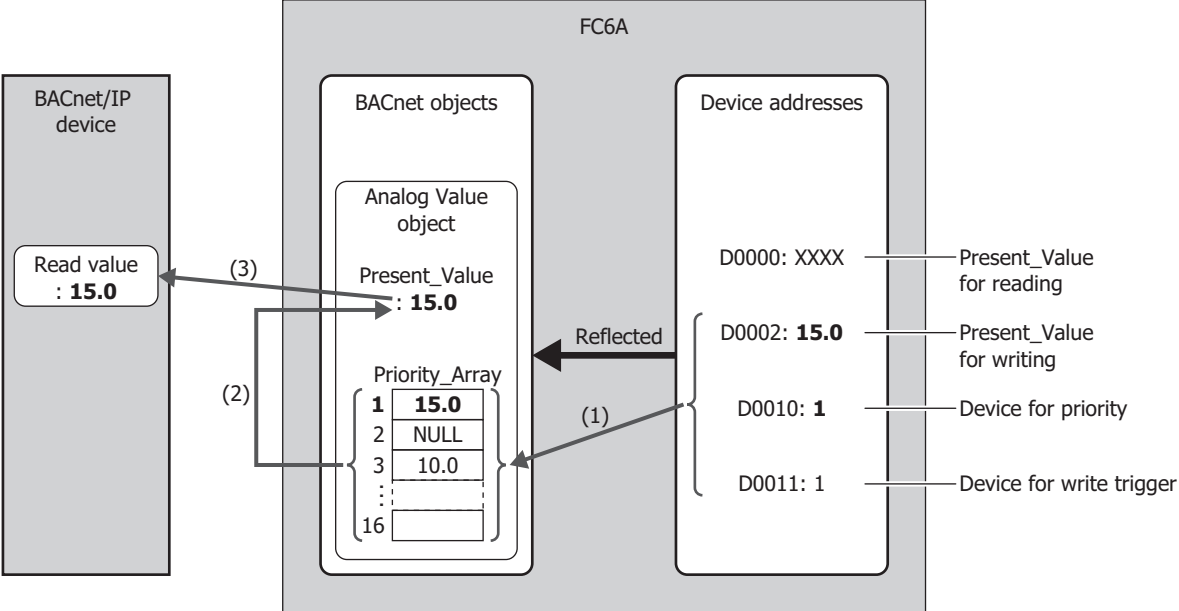 FC6A
BACnet/IP
device
Read value
: 15.0
(3)
(2)
BACnet objects
Analog Value
object
Present_Value
: 15.0
Priority_Array
1 15.0
2 NULL
3 10.0
:
16
Reflected
(1)
Device addresses
D0000: XXXX
Present_Value
for reading
D0002: 15.0
Present_Value
for writing
D0010: 1
Device for priority
D0011: 1
Device for write trigger